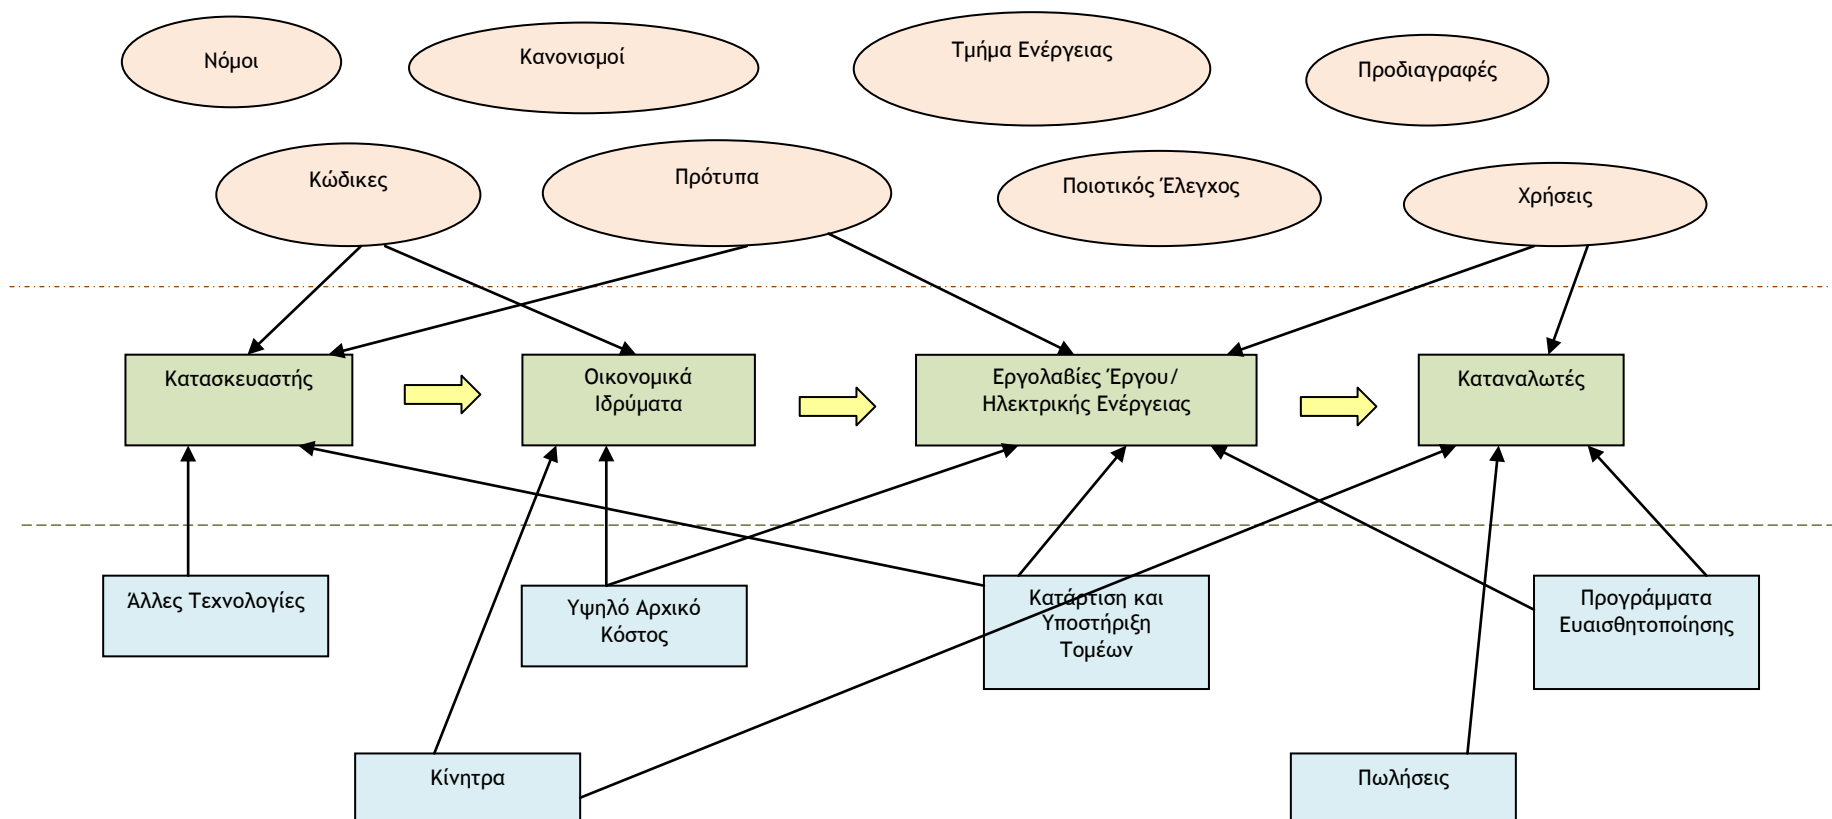 Νόμοι
Κανονισμοί
Τμήμα Ενέργειας
Προδιαγραφές
Κώδικες
Πρότυπα
Ποιοτικός Έλεγχος
Χρήσεις
Κατασκευαστής
Οικονομικά
Ιδρύματα
Εργολαβίες Έργου/
Ηλεκτρικής Ενέργειας
Καταναλωτές
Άλλες Τεχνολογίες
Υψηλό Αρχικό
Κόστος
Κατάρτιση και
Υποστήριξη
Τομέων
Προγράμματα
Ευαισθητοποίησης
Κίνητρα
Πωλήσεις